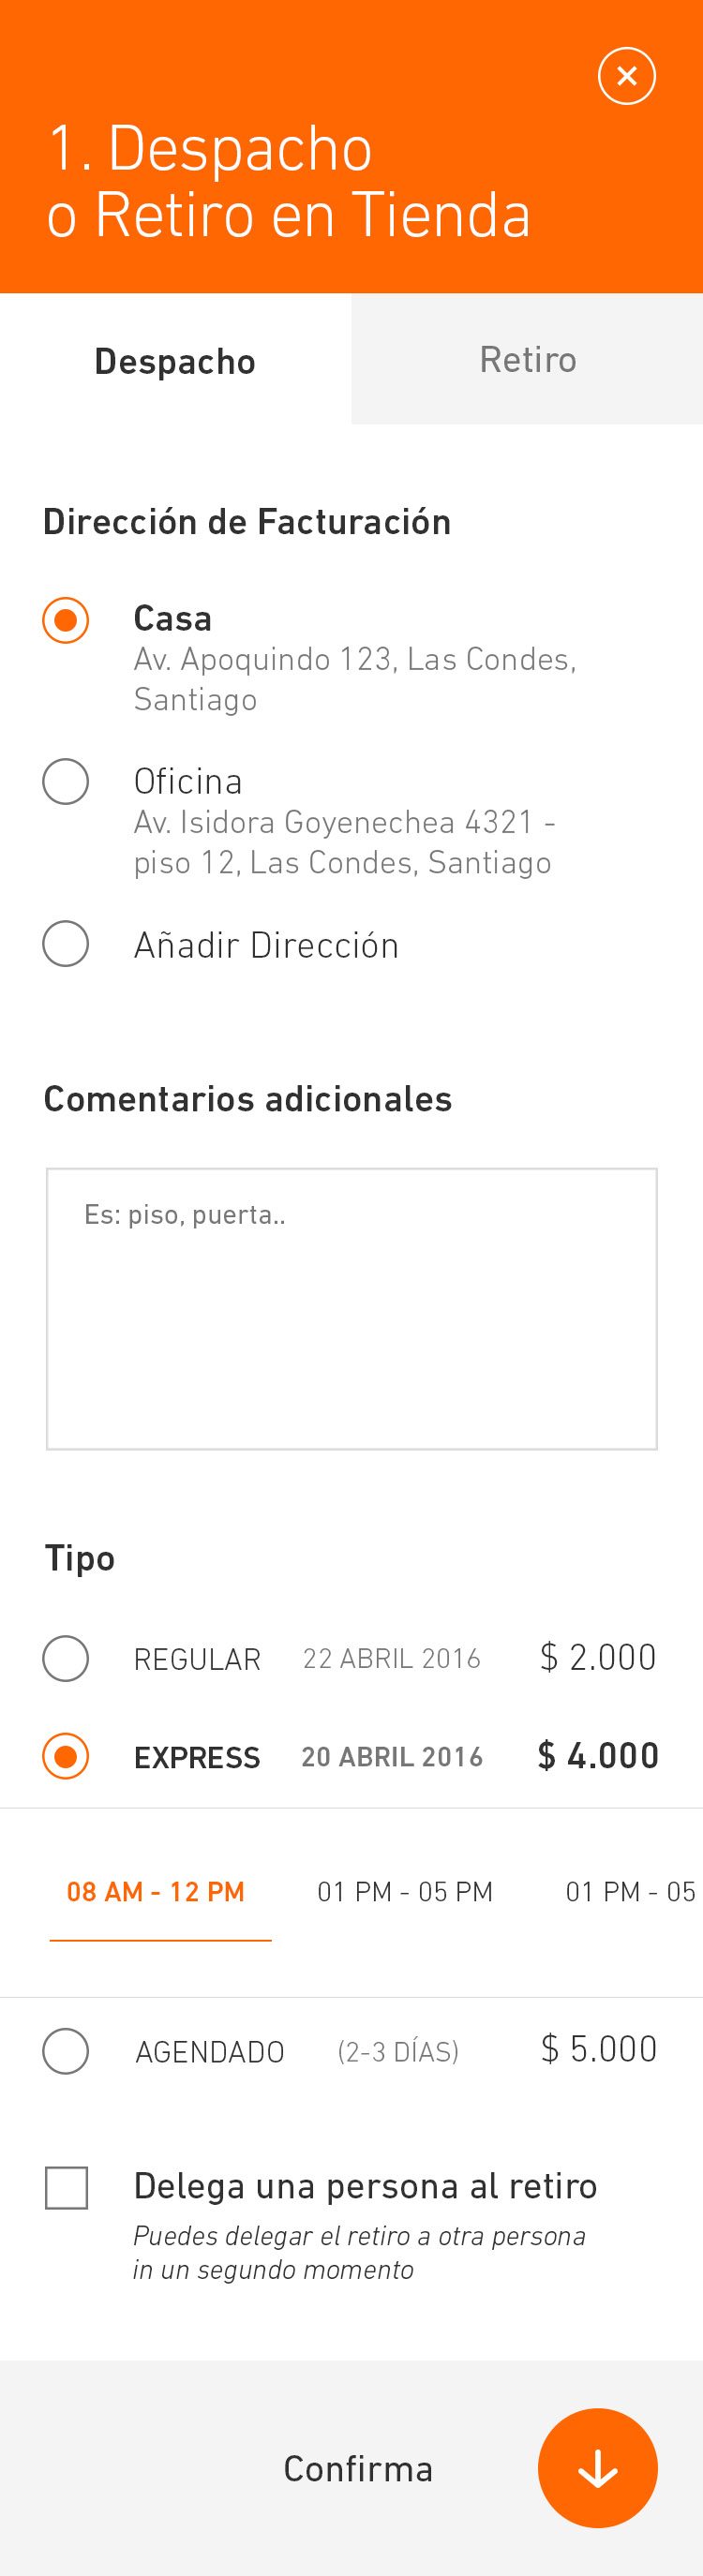 1. Despacho
o Retiro en Tienda
Despacho
Retiro
Dirección de Facturación
Casa
Av. Apoquindo 123, Las Condes,
Santiago
Oficina
Av. Isidora Goyenechea 4321 -
piso 12, Las Condes, Santiago
Añadir Dirección
Comentarios adicionales
Es: piso, puerta..
Tipo
REGULAR 22 ABRIL 2016 $ 2.000
EXPRESS 20 ABRIL 2016 $ 4.000
08 AM - 12 PM 01 PM - 05 PM 01 PM - 05
AGENDADO (2-3 DÍAS) $ 5.000
Delega una persona al retiro
Puedes delegar el retiro a otra persona
in un segundo momento
Confirma